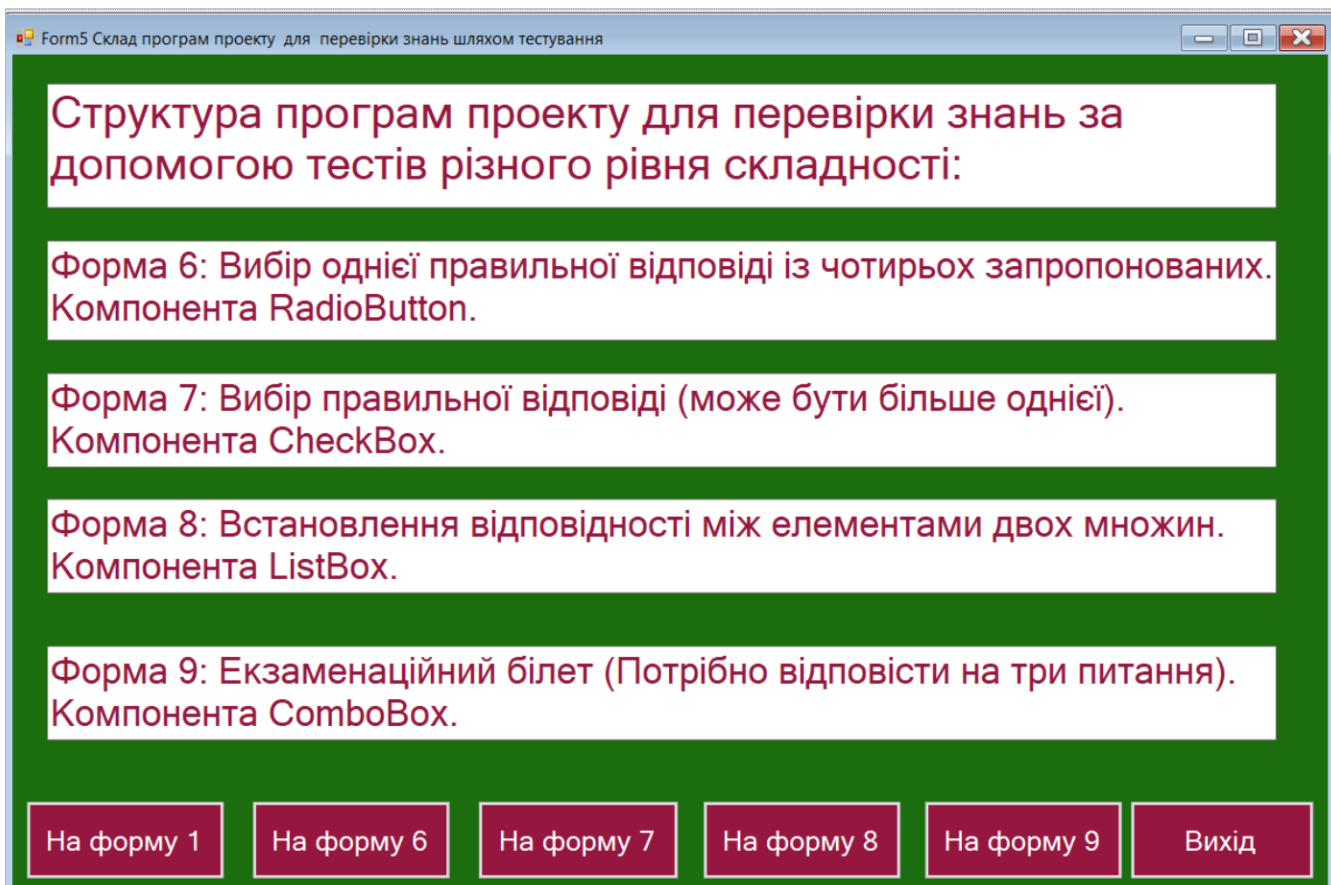 Form5 Склад програм проекту для перевірки знань шляхом тестування
Структура програм проекту для перевірки знань за
допомогою тестів різного рівня складності:
Форма 6: Вибір однієї правильної відповіді із чотирьох запропонованих.
Компонента RadioButton.
Форма 7: Вибір правильної відповіді (може бути більше однієї).
Компонента CheckBox.
Форма 8: Встановлення відповідності між елементами двох множин.
Компонента ListBox.
Форма 9: Екзаменаційний білет (Потрібно відповісти на три питання).
Компонента ComboBox.
На форму 1 На форму 6 На форму 7 На форму 8 На форму 9 Вихід